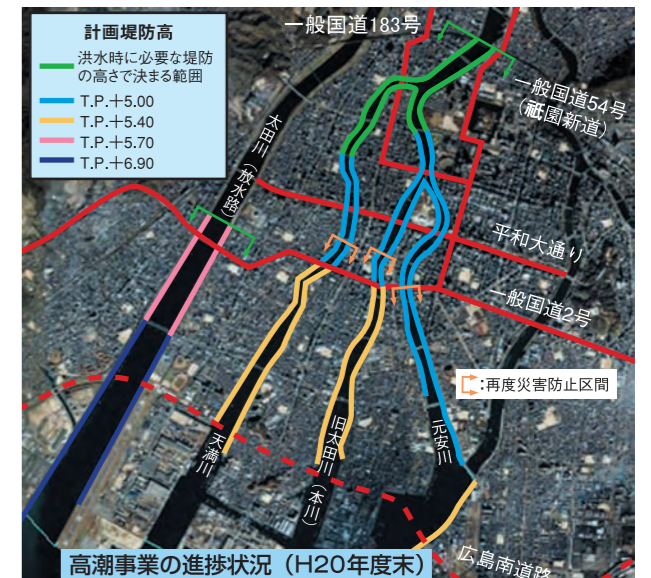 計画堤防高
洪水時に必要な堤防
の高さで決まる範囲
T.P.+5.00
T.P.+5.40
T.P.+5.70
T.P.+6.90
一般国道183号
一般国道54号
(祇園新道)
太田川(放水路)
平和大通り
一般国道2号
:再度災害防止区間
天満川
旧太田川(本川)
元安川
広島南道路
高潮事業の進捗状況(H20年度末)